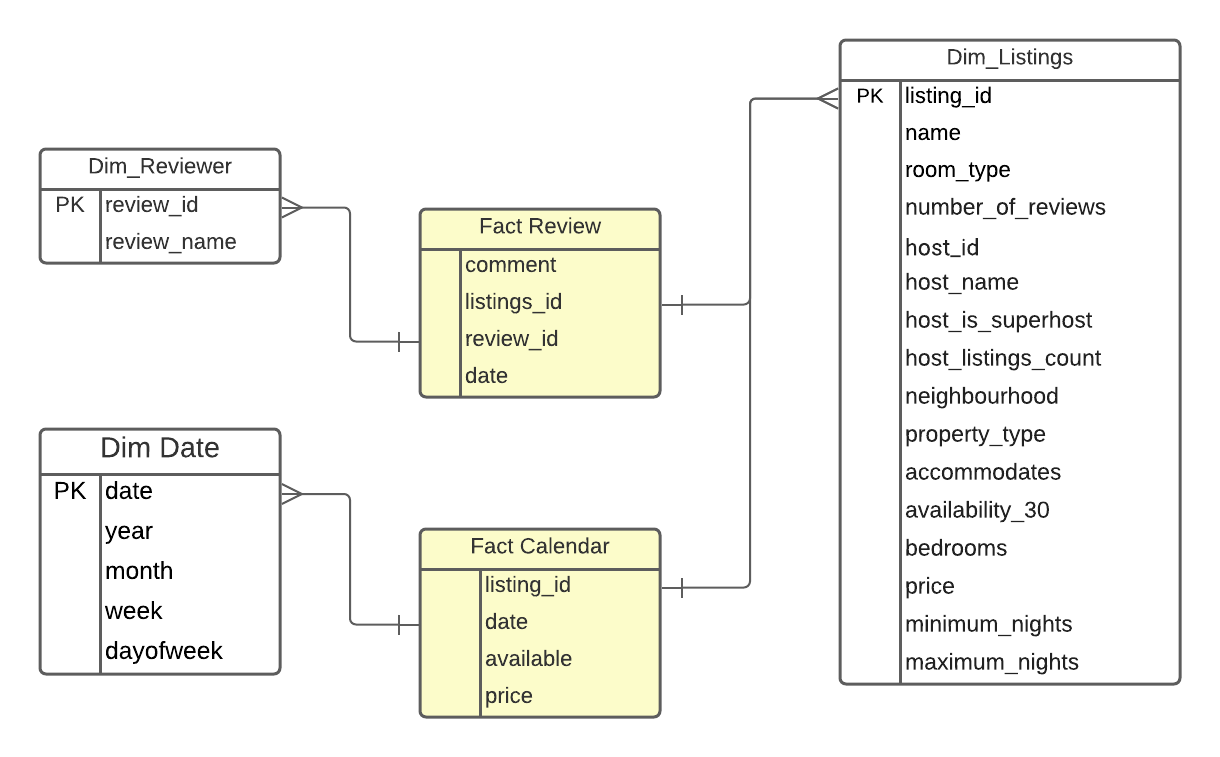 Dim_Reviewer
PK review_id
review_name
Dim Date
PK date
year
month
week
dayofweek
Fact Review
comment
listings_id
review_id
date
Fact Calendar
listing_id
date
available
price
Dim_Listings
PK listing_id
name
room_type
number_of_reviews
host_id
host_name
host_is_superhost
host_listings_count
neighbourhood
property_type
accommodates
availability_30
bedrooms
price
minimum_nights
maximum_nights